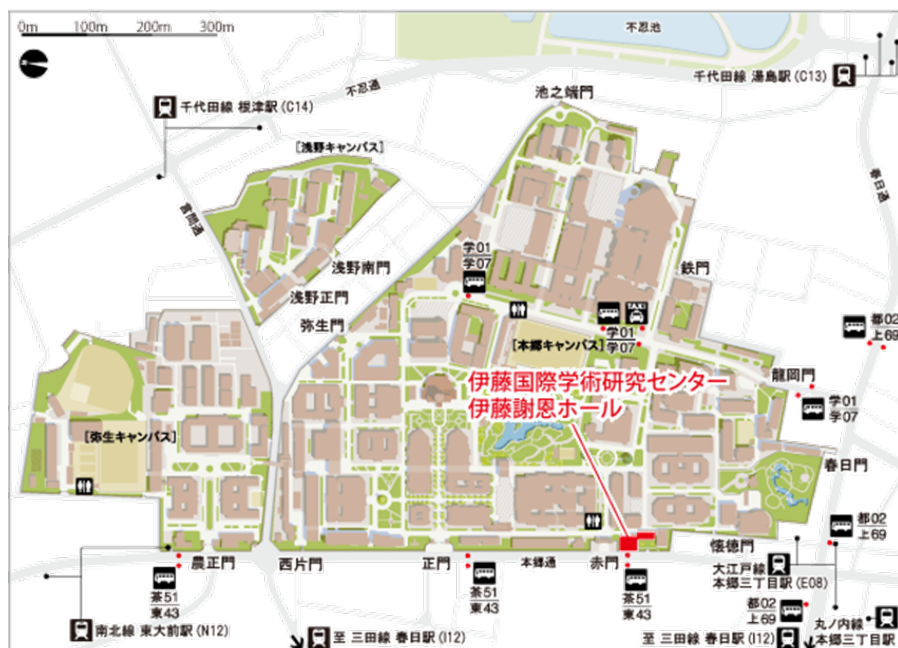 0m 100m 200m 300m
不忍池
千代田線 湯島駅(C13)
不忍通
池之端門
千代田線 根津駅(C14)
[浅野キャンパス]
春日通
言問通
浅野南門
学01
学07
鉄門
浅野正門
弥生門
TAXI
学01
学07
[本郷キャンパス]
都02
上69
伊藤国際学術研究センター
伊藤謝恩ホール
龍岡門
学01
学07
[弥生キャンパス]
春日門
都02
上69
懐徳門
農正門
西片門
正門
本郷通
赤門
大江戸線
本郷三丁目駅(E08)
茶51
東43
茶51
東43
茶51
東43
都02
上69
南北線 東大前駅(N12)
至 三田線 春日駅(I12)
至 三田線 春日駅(I12)
丸ノ内線
本郷三丁目駅